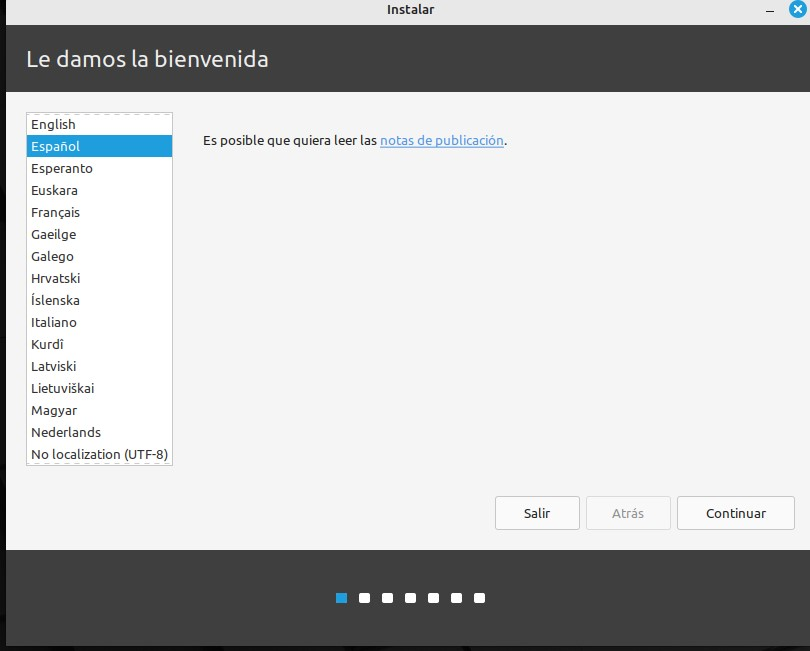 Instalar
Le damos la bienvenida
English
Español
Esperanto
Euskara
Français
Gaeilge
Galego
Hrvatski
Íslenska
Italiano
Kurdî
Latviski
Lietuviškai
Magyar
Nederlands
No localization (UTF-8)
Es posible que quiera leer las notas de publicación.
Salir
Atrás
Continuar